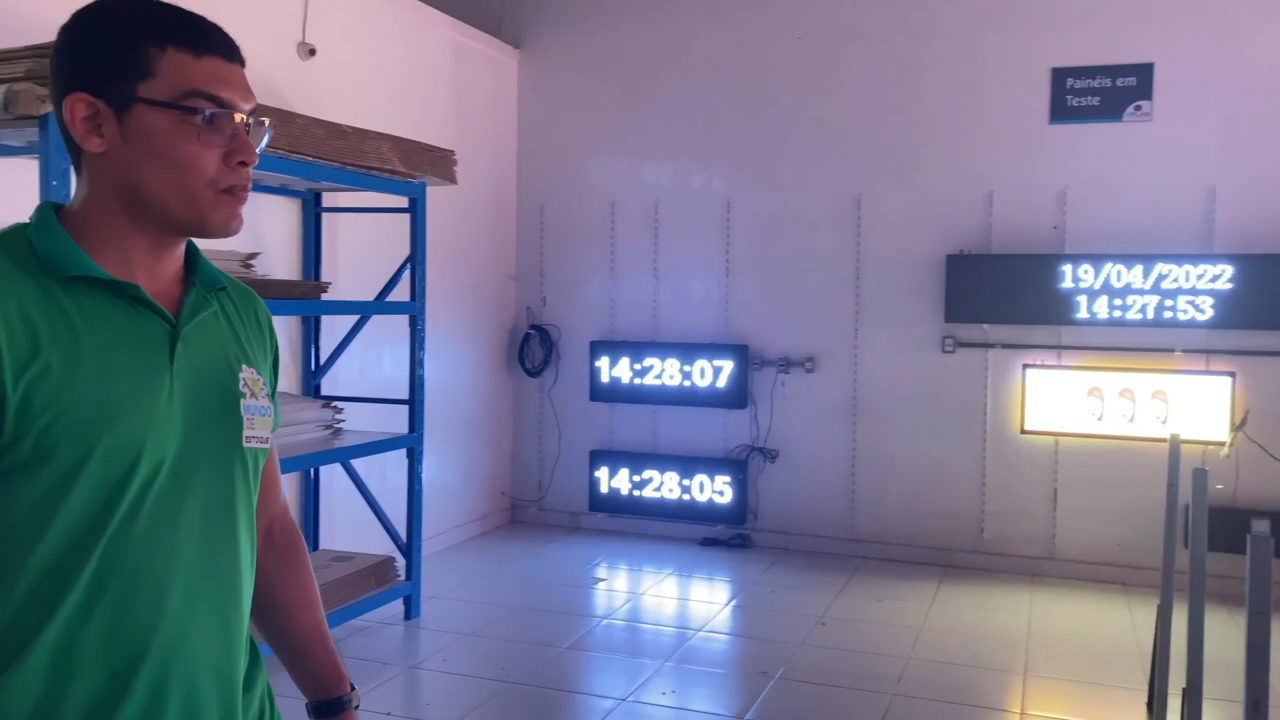 Painéis em
Teste
19/04/2022
14:27:53
14:28:07
14:28:05
MUNDO
DE
ESTOQUE